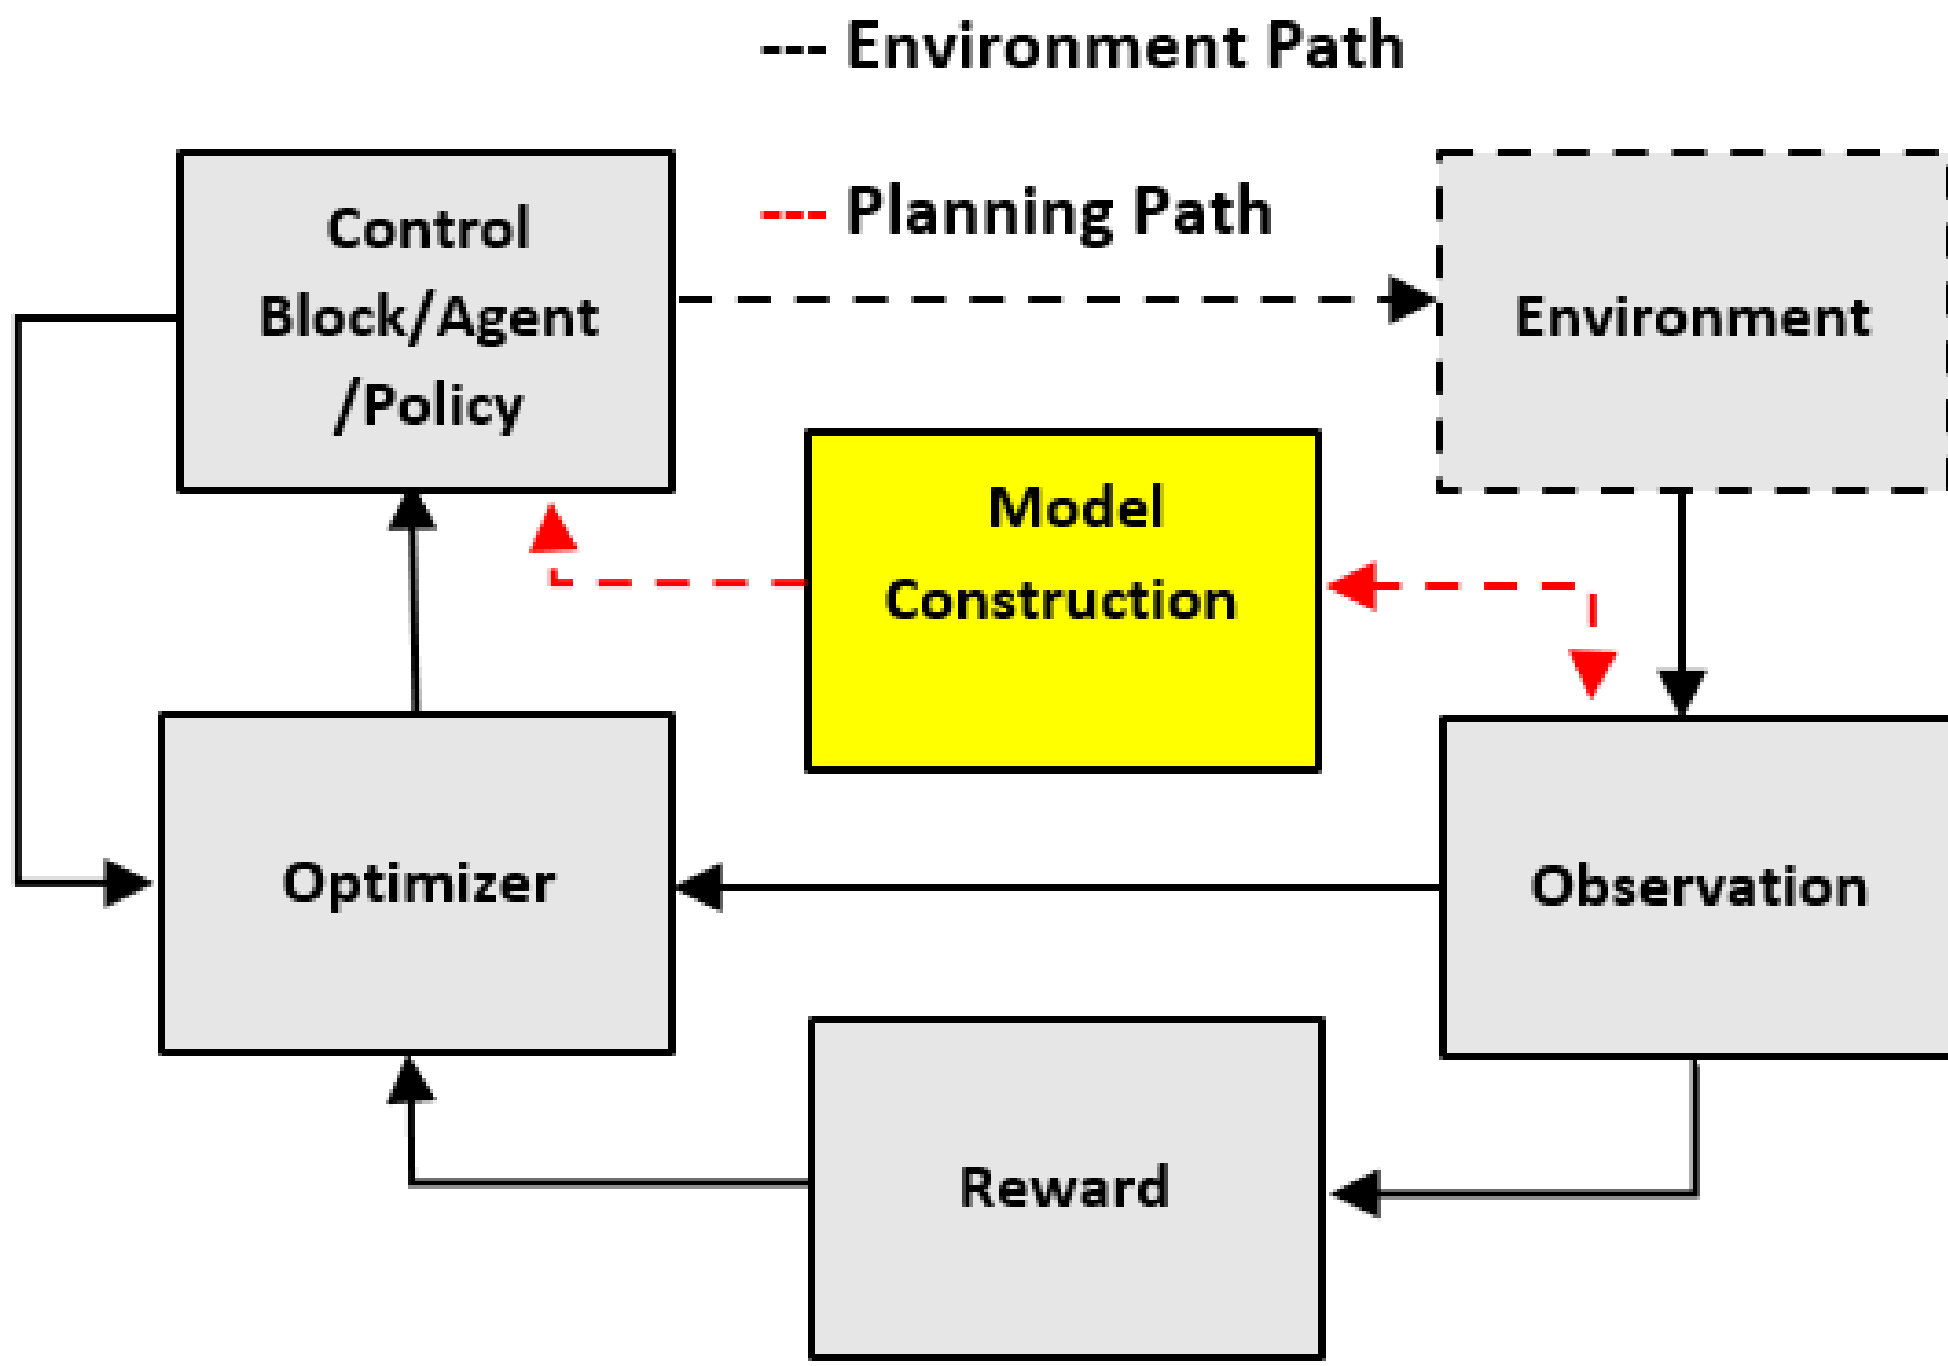 --- Environment Path
--- Planning Path
Control
Block/Agent
/Policy
Environment
Model
Construction
Optimizer
Observation
Reward